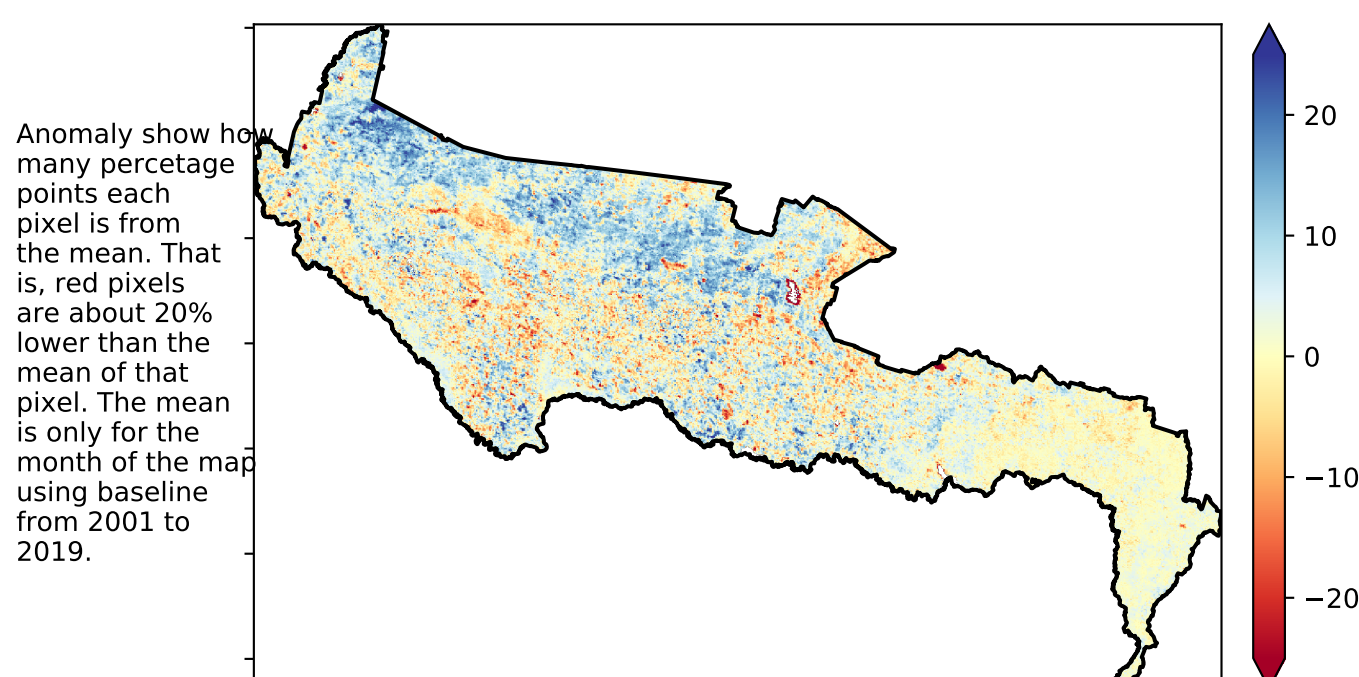 Anomaly show how
many percetage
points each
pixel is from
the mean. That
is, red pixels
are about 20%
lower than the
mean of that
pixel. The mean
is only for the
month of the map
using baseline
from 2001 to
2019.
20
10
0
−10
−20